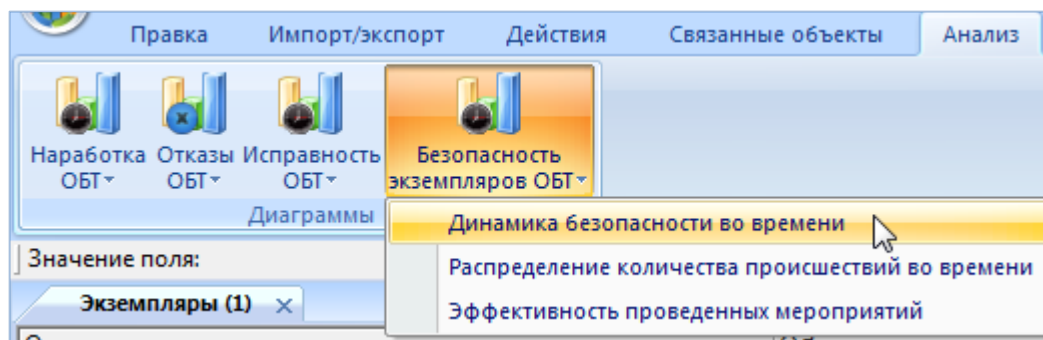 Правка Импорт/экспорт Действия Связанные объекты Анализ
Наработка ОБТ
Отказы ОБТ
Исправность ОБТ
Безопасность экземпляров ОБТ
Диаграммы
Динамика безопасности во времени
Распределение количества происшествий во времени
Эффективность проведенных мероприятий
Значение поля:
Экземпляры (1)